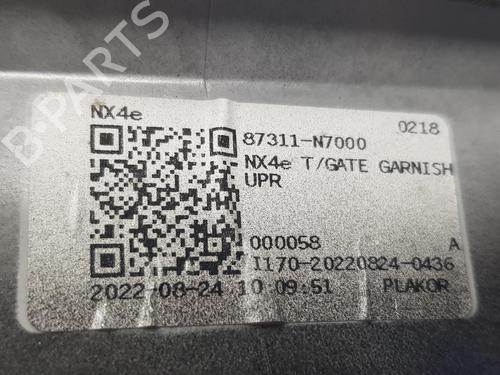 NX4e
0218
87311-N7000
NX4e T/GATE GARNISH
UPR
000058 A
I170-20220824-0436
2022-08-24 10:09:51 PLAKOR
B-PARTS